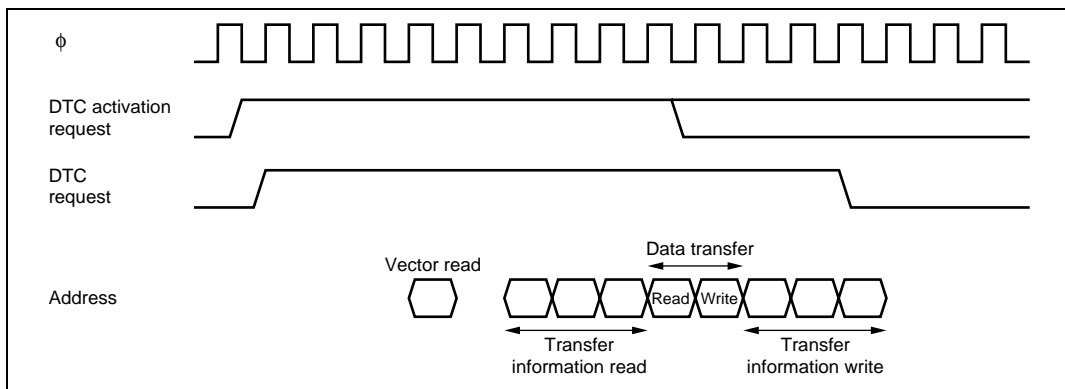 ϕ
DTC activation
request
DTC
request
Data transfer
Vector read
Address
Read Write
Transfer
information read
Transfer
information write